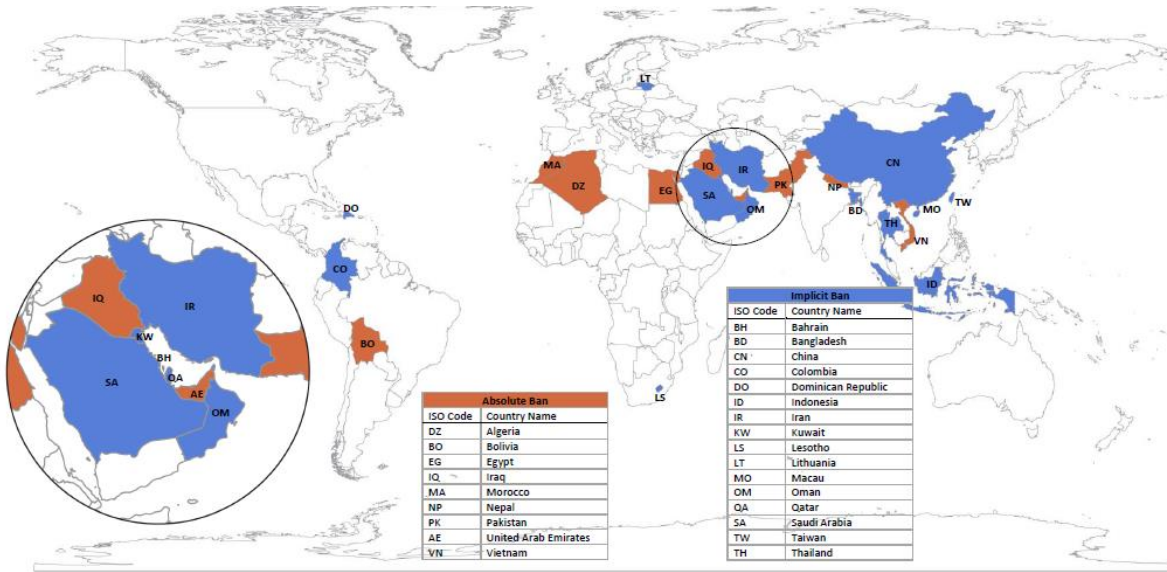 LT
MA
DZ
EG
IQ
IR
SA
OM
PK
CN
NP
BD
TW
MO
TH
VN
ID
DO
CO
BO
LS
IQ
IR
KW
BH
QA
SA
AE
OM
Absolute Ban
ISO Code Country Name
DZ Algeria
BO Bolivia
EG Egypt
IQ Iraq
MA Morocco
NP Nepal
PK Pakistan
AE United Arab Emirates
VN Vietnam
Implicit Ban
ISO Code Country Name
BH Bahrain
BD Bangladesh
CN China
CO Colombia
DO Dominican Republic
ID Indonesia
IR Iran
KW Kuwait
LS Lesotho
LT Lithuania
MO Macau
OM Oman
QA Qatar
SA Saudi Arabia
TW Taiwan
TH Thailand